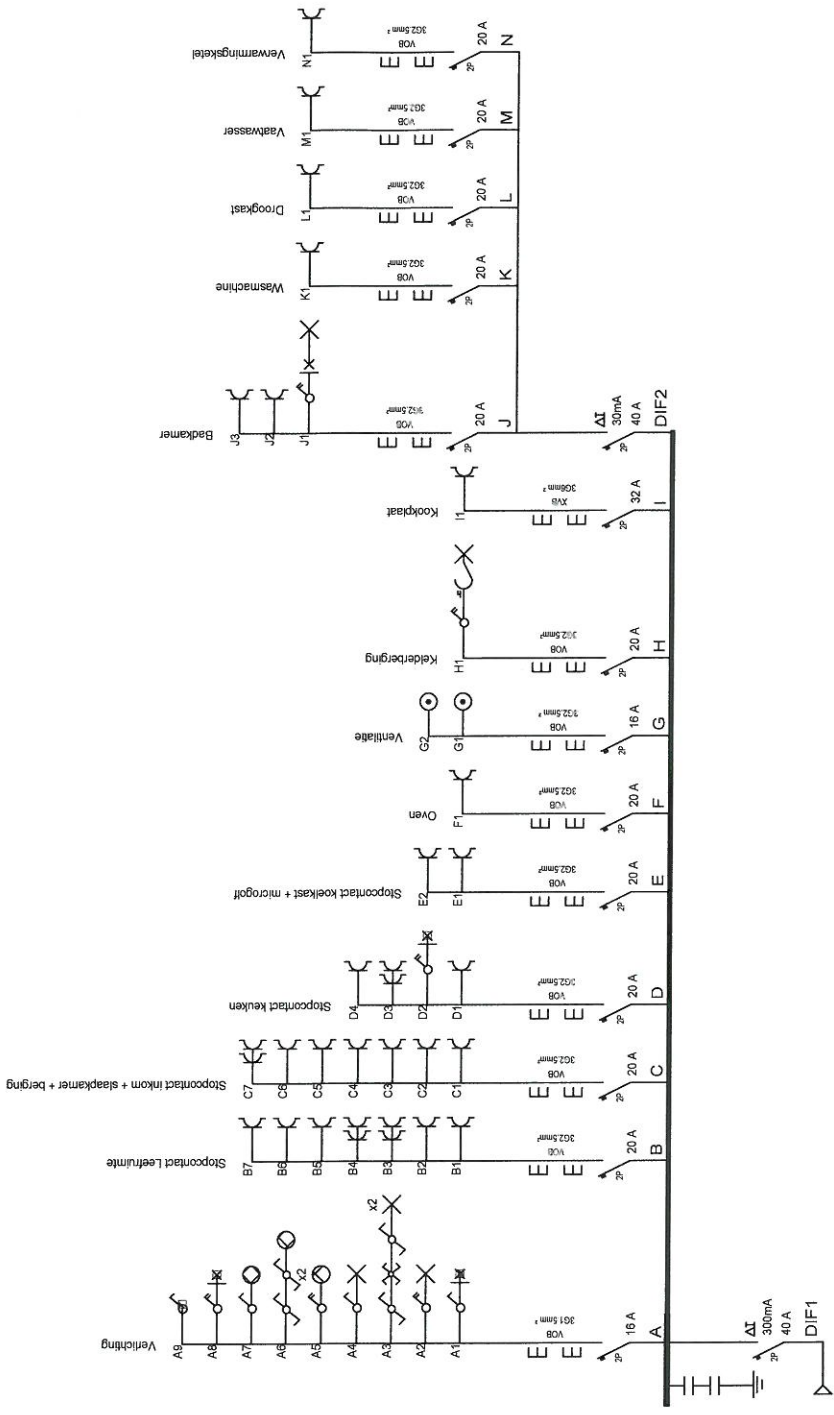 Verlichting
A9
A8
A7
A6
x2
A5
A4
A3
x2
A2
A1
3G1.5mm²
VOB
2P
16 A
A
ΔI
300mA
40 A
DIF1
Stopcontact Leefruimte
B7
B6
B5
B4
B3
B2
B1
3G2.5mm²
VOB
2P
20 A
B
Stopcontact inkom + slaapkamer + berging
C7
C6
C5
C4
C3
C2
C1
3G2.5mm²
VOB
2P
20 A
C
Stopcontact keuken
D4
D3
D2
D1
3G2.5mm²
VOB
2P
20 A
D
Stopcontact koelkast + microgolf
E2
E1
3G2.5mm²
VOB
2P
20 A
E
Oven
F1
3G2.5mm²
VOB
2P
20 A
F
Ventilatie
G2
G1
3G2.5mm²
VOB
2P
16 A
G
Kelderberging
H1
3G2.5mm²
VOB
2P
20 A
H
Kookplaat
I1
3G6mm²
XVB
2P
32 A
I
Badkamer
J3
J2
J1
3G2.5mm²
VOB
2P
20 A
J
ΔI
30mA
2P
40 A
DIF2
Wasmachine
K1
3G2.5mm²
VOB
2P
20 A
K
Droogkast
L1
3G2.5mm²
VOB
2P
20 A
L
Vaatwasser
M1
3G2.5mm²
VOB
2P
20 A
M
Verwarmingsketel
N1
3G2.5mm²
VOB
2P
20 A
N
2P